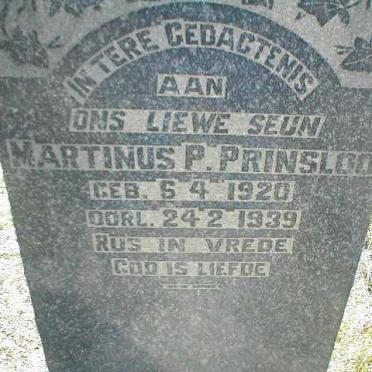 IN TERE GEDAGTENIS
AAN
ONS LIEWE SEUN
MARTINUS P. PRINSLOO
GEB. 5 4 1920
OORL. 24 2 1939
RUS IN VREDE
GOD IS LIEFDE